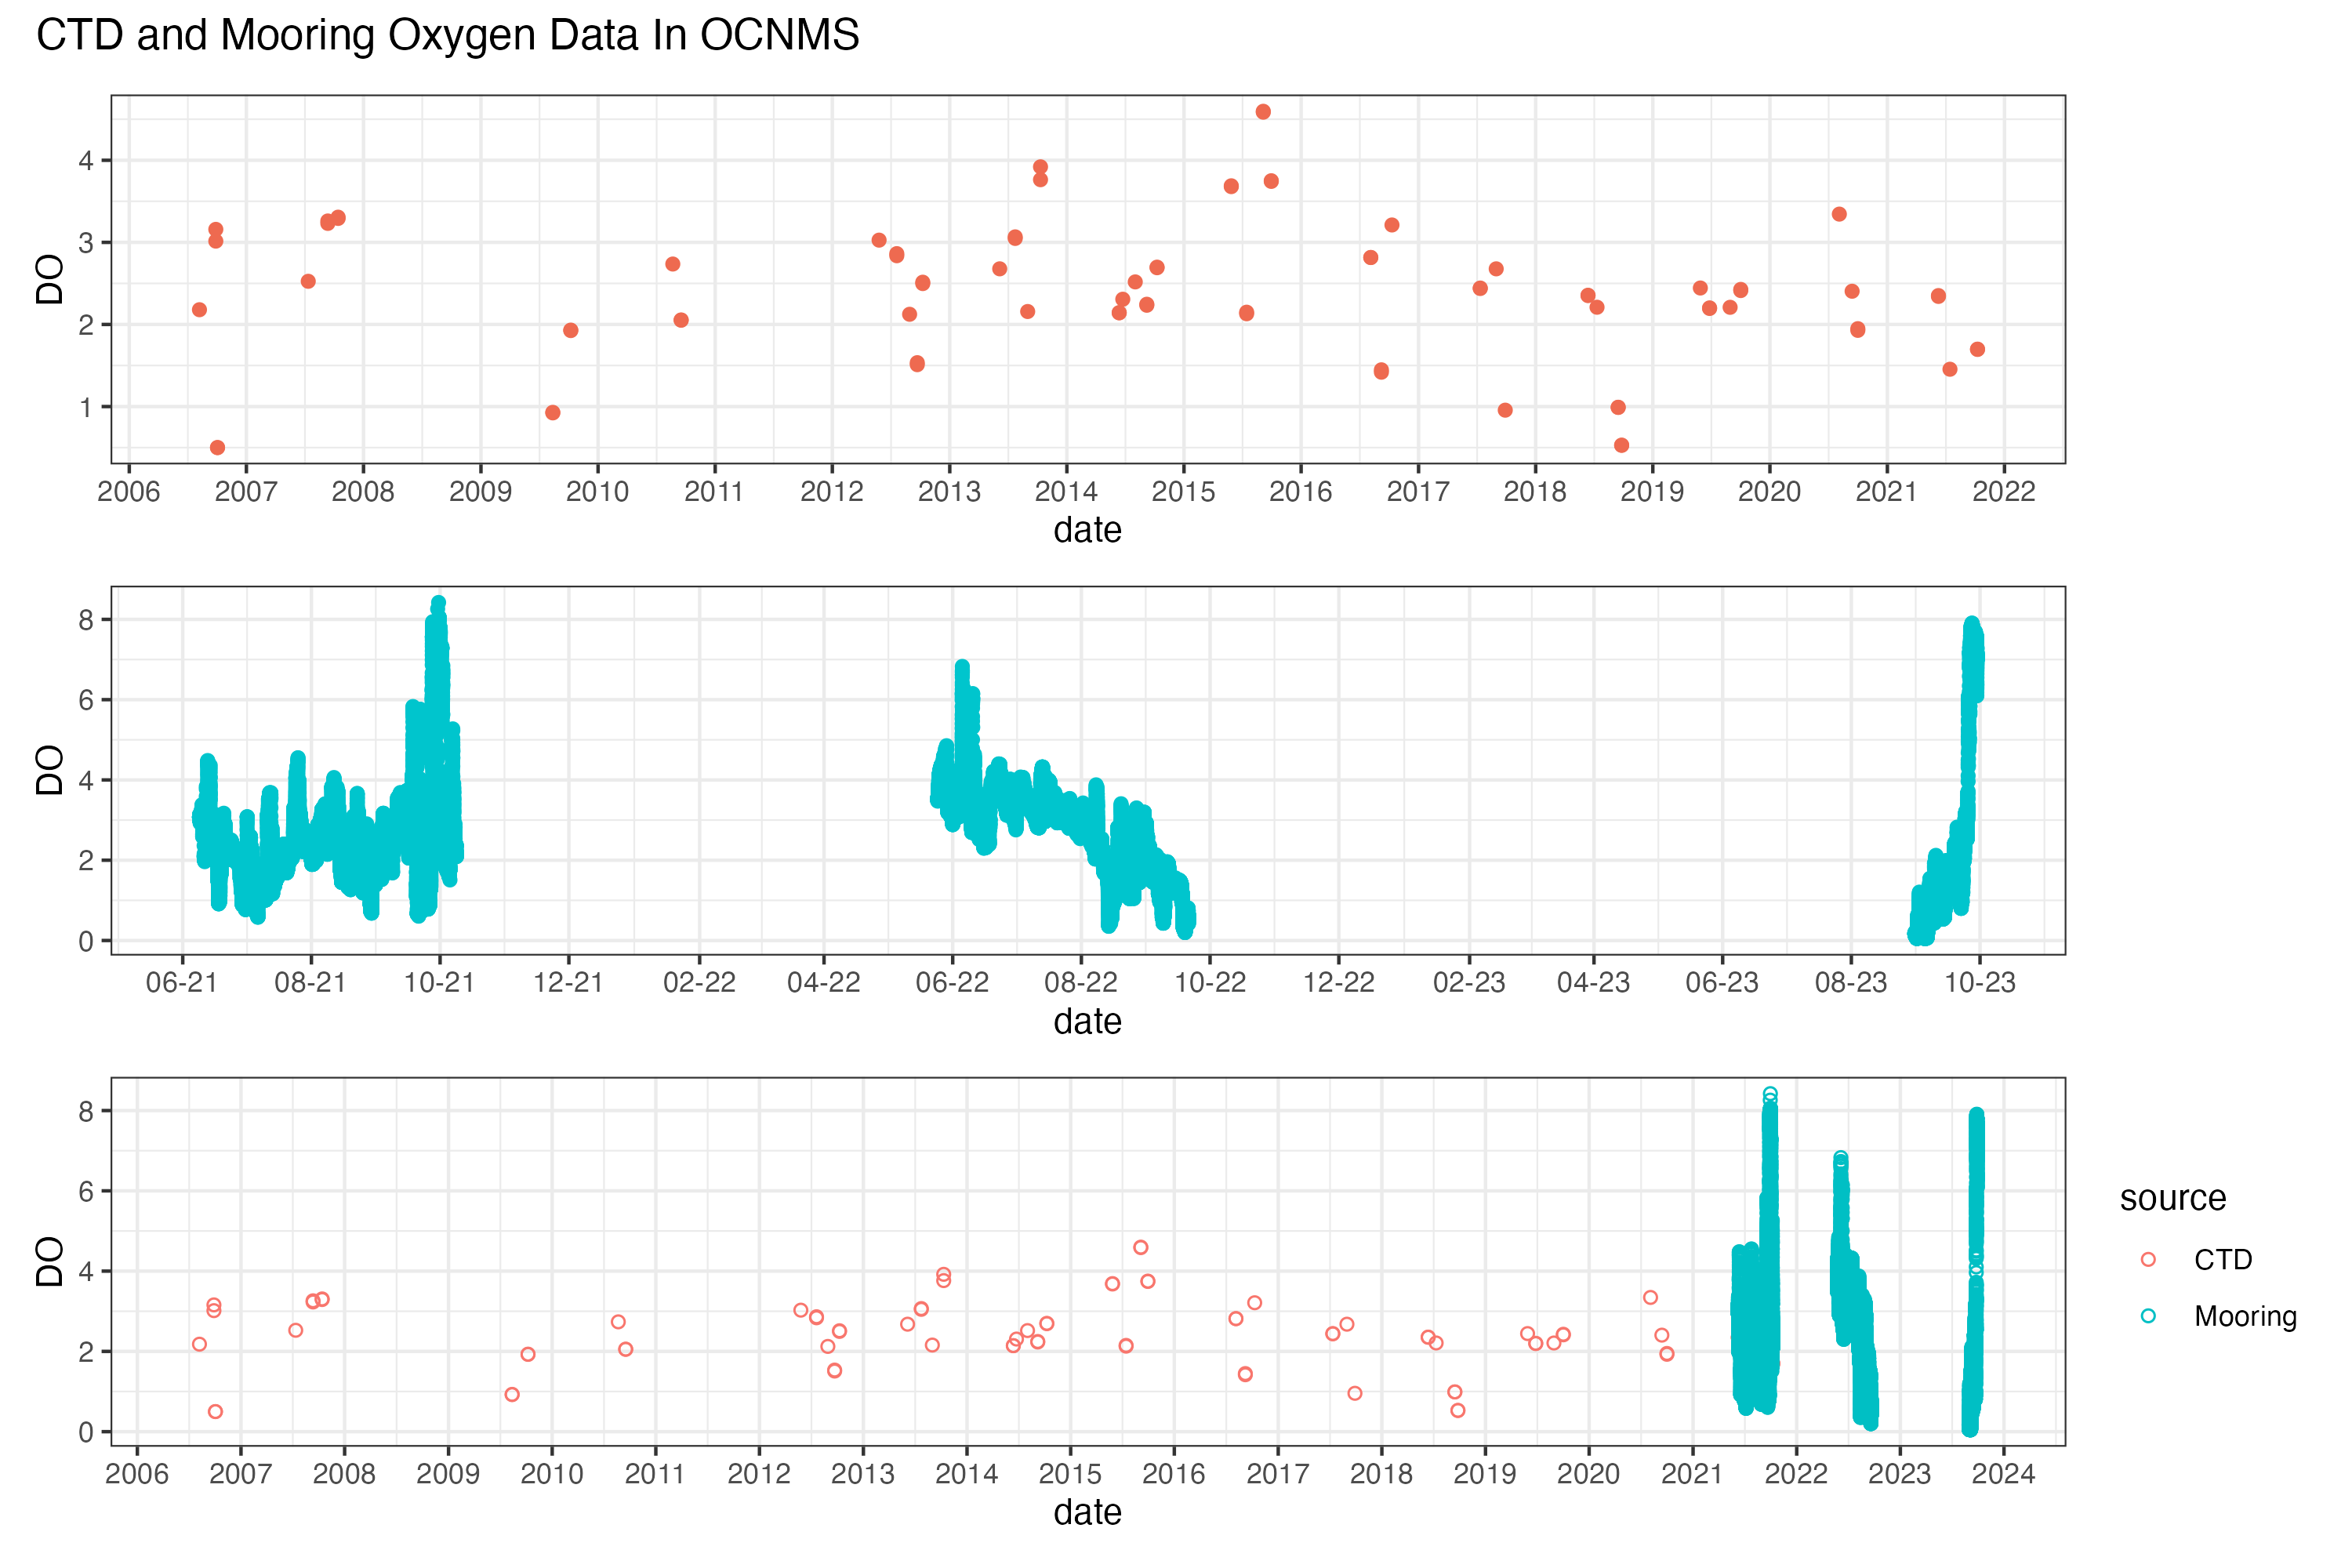 CTD and Mooring Oxygen Data In OCNMS
4
3
2
1
DO
2006 2007 2008 2009 2010 2011 2012 2013 2014 2015 2016 2017 2018 2019 2020 2021 2022
date
8
6
4
2
0
DO
06-21 08-21 10-21 12-21 02-22 04-22 06-22 08-22 10-22 12-22 02-23 04-23 06-23 08-23 10-23
date
8
6
4
2
0
DO
2006 2007 2008 2009 2010 2011 2012 2013 2014 2015 2016 2017 2018 2019 2020 2021 2022 2023 2024
date
source
CTD
Mooring